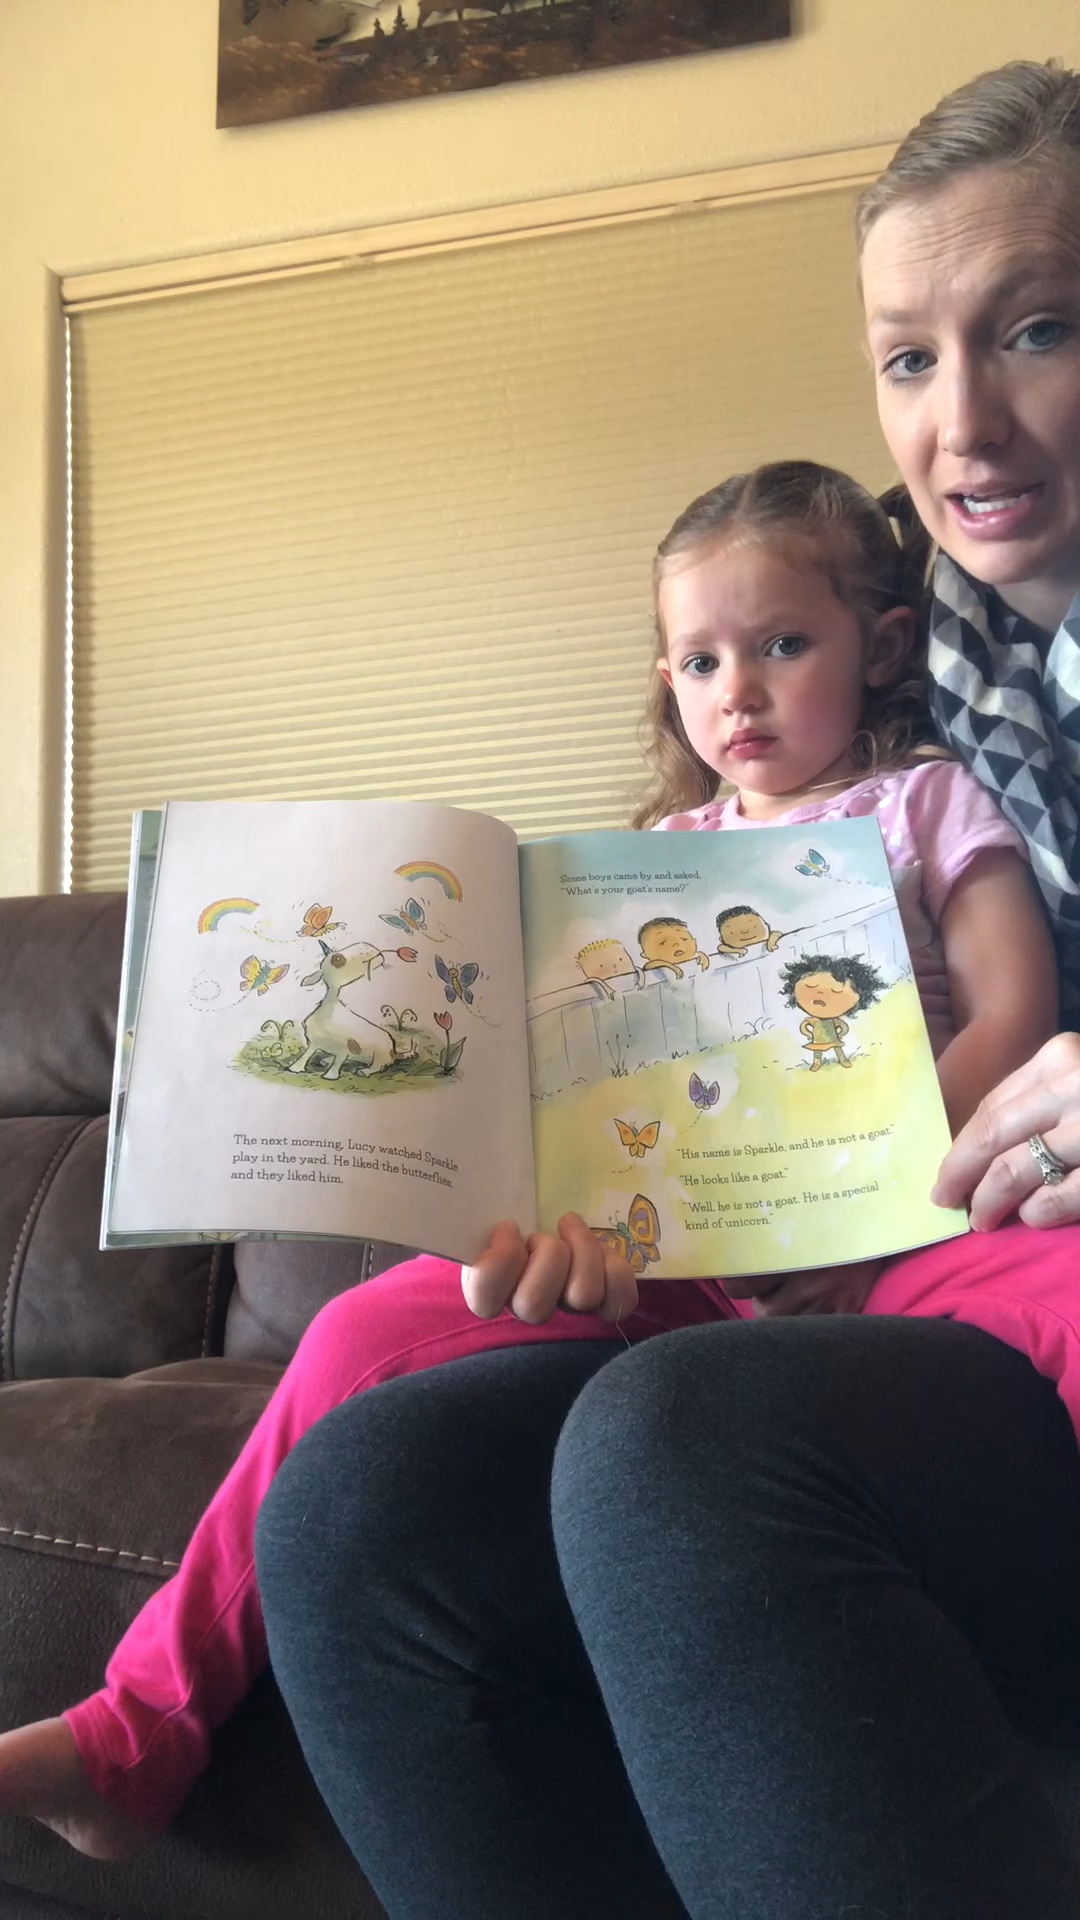 The next morning, Lucy watched Sparkle
play in the yard. He liked the butterflies,
and they liked him.
Some boys came by and asked,
"What's your goat's name?"
"His name is Sparkle, and he is not a goat."
"He looks like a goat."
"Well, he is not a goat. He is a special
kind of unicorn."